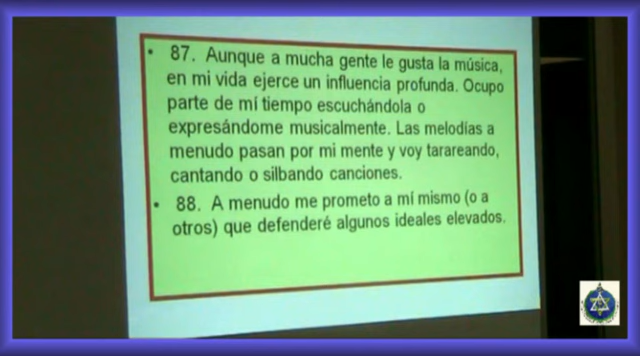 • 87. Aunque a mucha gente le gusta la música,
en mi vida ejerce un influencia profunda. Ocupo
parte de mí tiempo escuchándola o
expresándome musicalmente. Las melodías a
menudo pasan por mi mente y voy tarareando,
cantando o silbando canciones.
• 88. A menudo me prometo a mí mismo (o a
otros) que defenderé algunos ideales elevados.